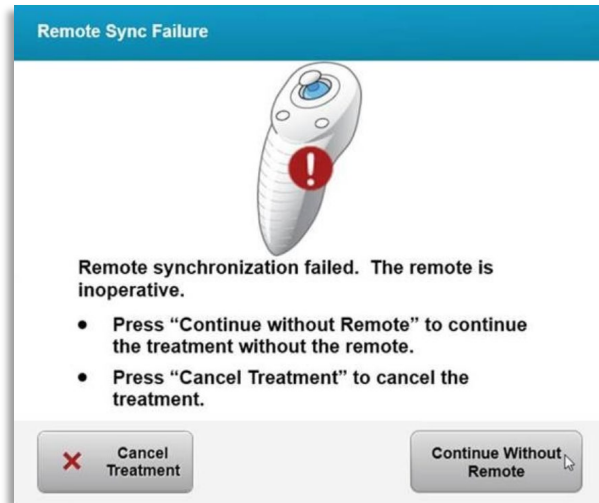 Remote Sync Failure
Remote synchronization failed.  The remote is
inoperative.
• Press “Continue without Remote” to continue
the treatment without the remote.
• Press “Cancel Treatment” to cancel the
treatment.
Cancel
Treatment
Continue Without
Remote